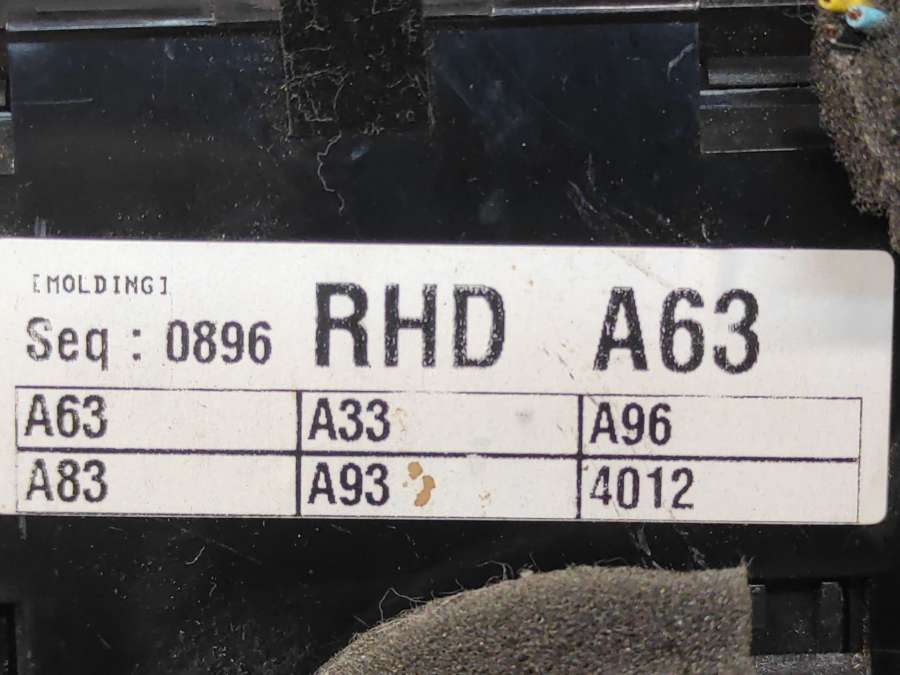 [MOLDING]
Seq : 0896 RHD A63
A63 A33 A96
A83 A93 4012